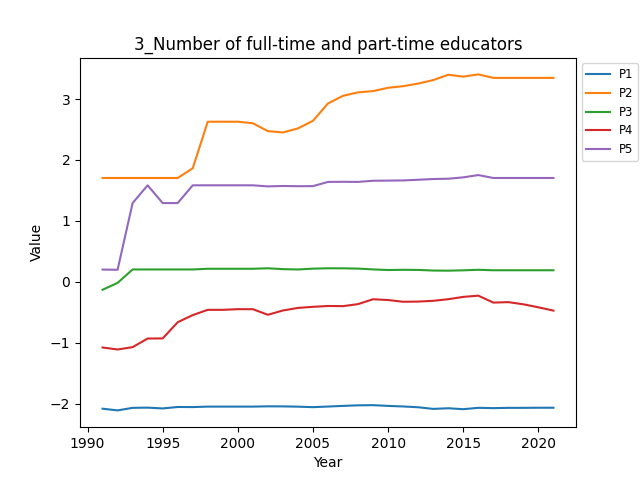 3_Number of full-time and part-time educators
P1
P2
P3
P4
P5
Value
3
2
1
0
−1
−2
1990 1995 2000 2005 2010 2015 2020
Year